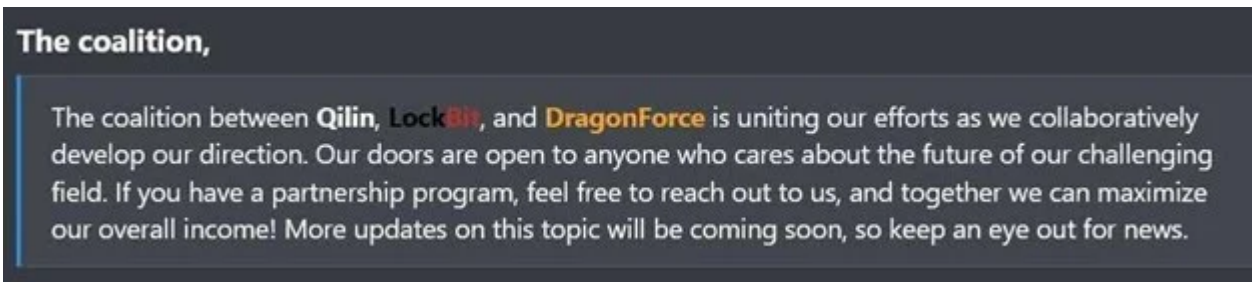 The coalition,
The coalition between Qilin, LockBit, and DragonForce is uniting our efforts as we collaboratively
develop our direction. Our doors are open to anyone who cares about the future of our challenging
field. If you have a partnership program, feel free to reach out to us, and together we can maximize
our overall income! More updates on this topic will be coming soon, so keep an eye out for news.